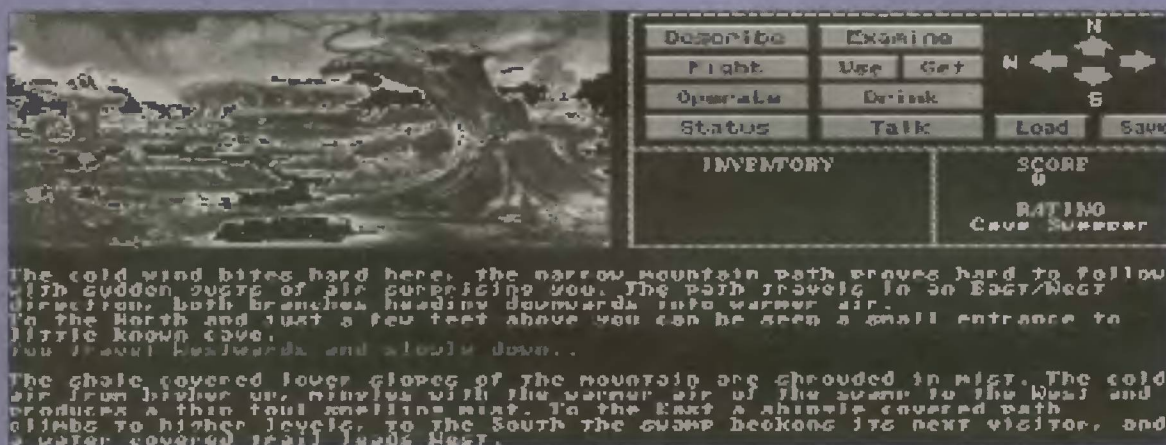 Describe Examine N
Fight Use Get W
Operate Drink S
Status Talk Load Save
INVENTORY SCORE
0
RATING
Cave Sweeper
The cold wind bites hard here, the narrow mountain path proves hard to follow
with sudden gusts of air surprising you. The path travels in an East/West
direction, both branches heading downwards into warmer air.
To the North and just a few feet above you can be seen a small entrance to
little known cave.
You travel Westwards and slowly down..
The shale covered lower slopes of the mountain are shrouded in mist. The cold
air from higher up, mingles with the warmer air of the swamp to the West and
produces a thin foul smelling mist. To the East a shingle covered path
climbs to higher levels, to the South the swamp beckons its next visitor, and
a water covered trail leads West.